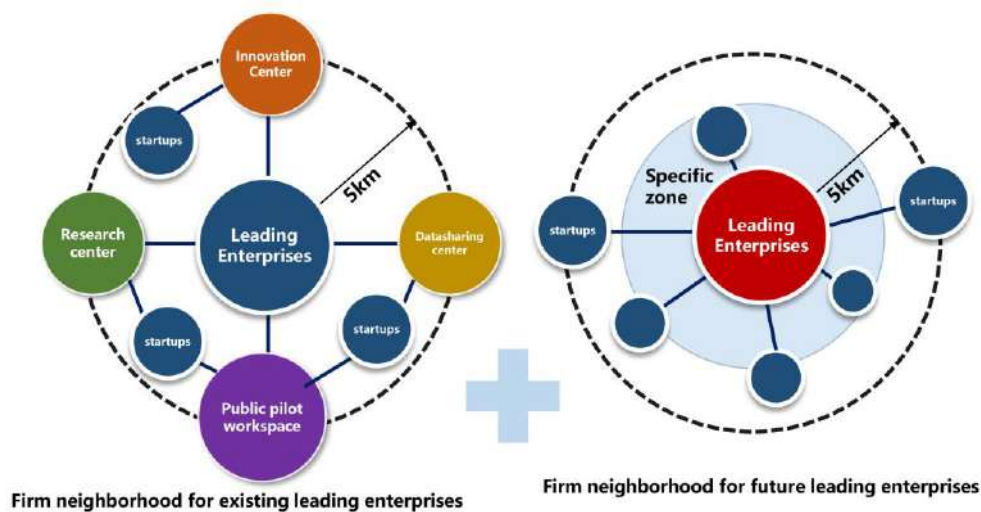 Innovation
Center
startups
5km
Research
center
Leading
Enterprises
Datasharing
center
startups
startups
Public pilot
workspace
Firm neighborhood for existing leading enterprises
Specific
zone
5km
startups
Leading
Enterprises
startups
Firm neighborhood for future leading enterprises